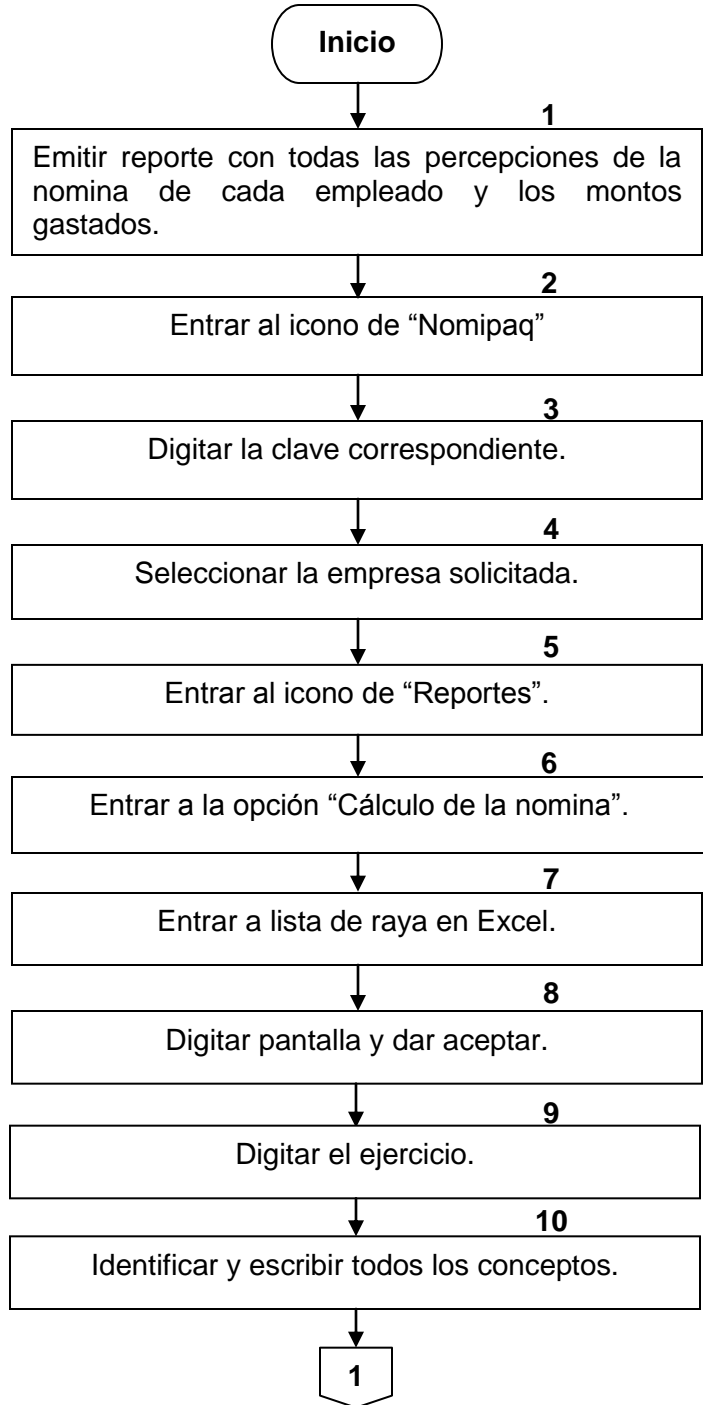 Inicio
1
Emitir reporte con todas las percepciones de la
nomina de cada empleado y los montos
gastados.
2
Entrar al icono de “Nomipaq”
3
Digitar la clave correspondiente.
4
Seleccionar la empresa solicitada.
5
Entrar al icono de “Reportes”.
6
Entrar a la opción “Cálculo de la nomina”.
7
Entrar a lista de raya en Excel.
8
Digitar pantalla y dar aceptar.
9
Digitar el ejercicio.
10
Identificar y escribir todos los conceptos.
1